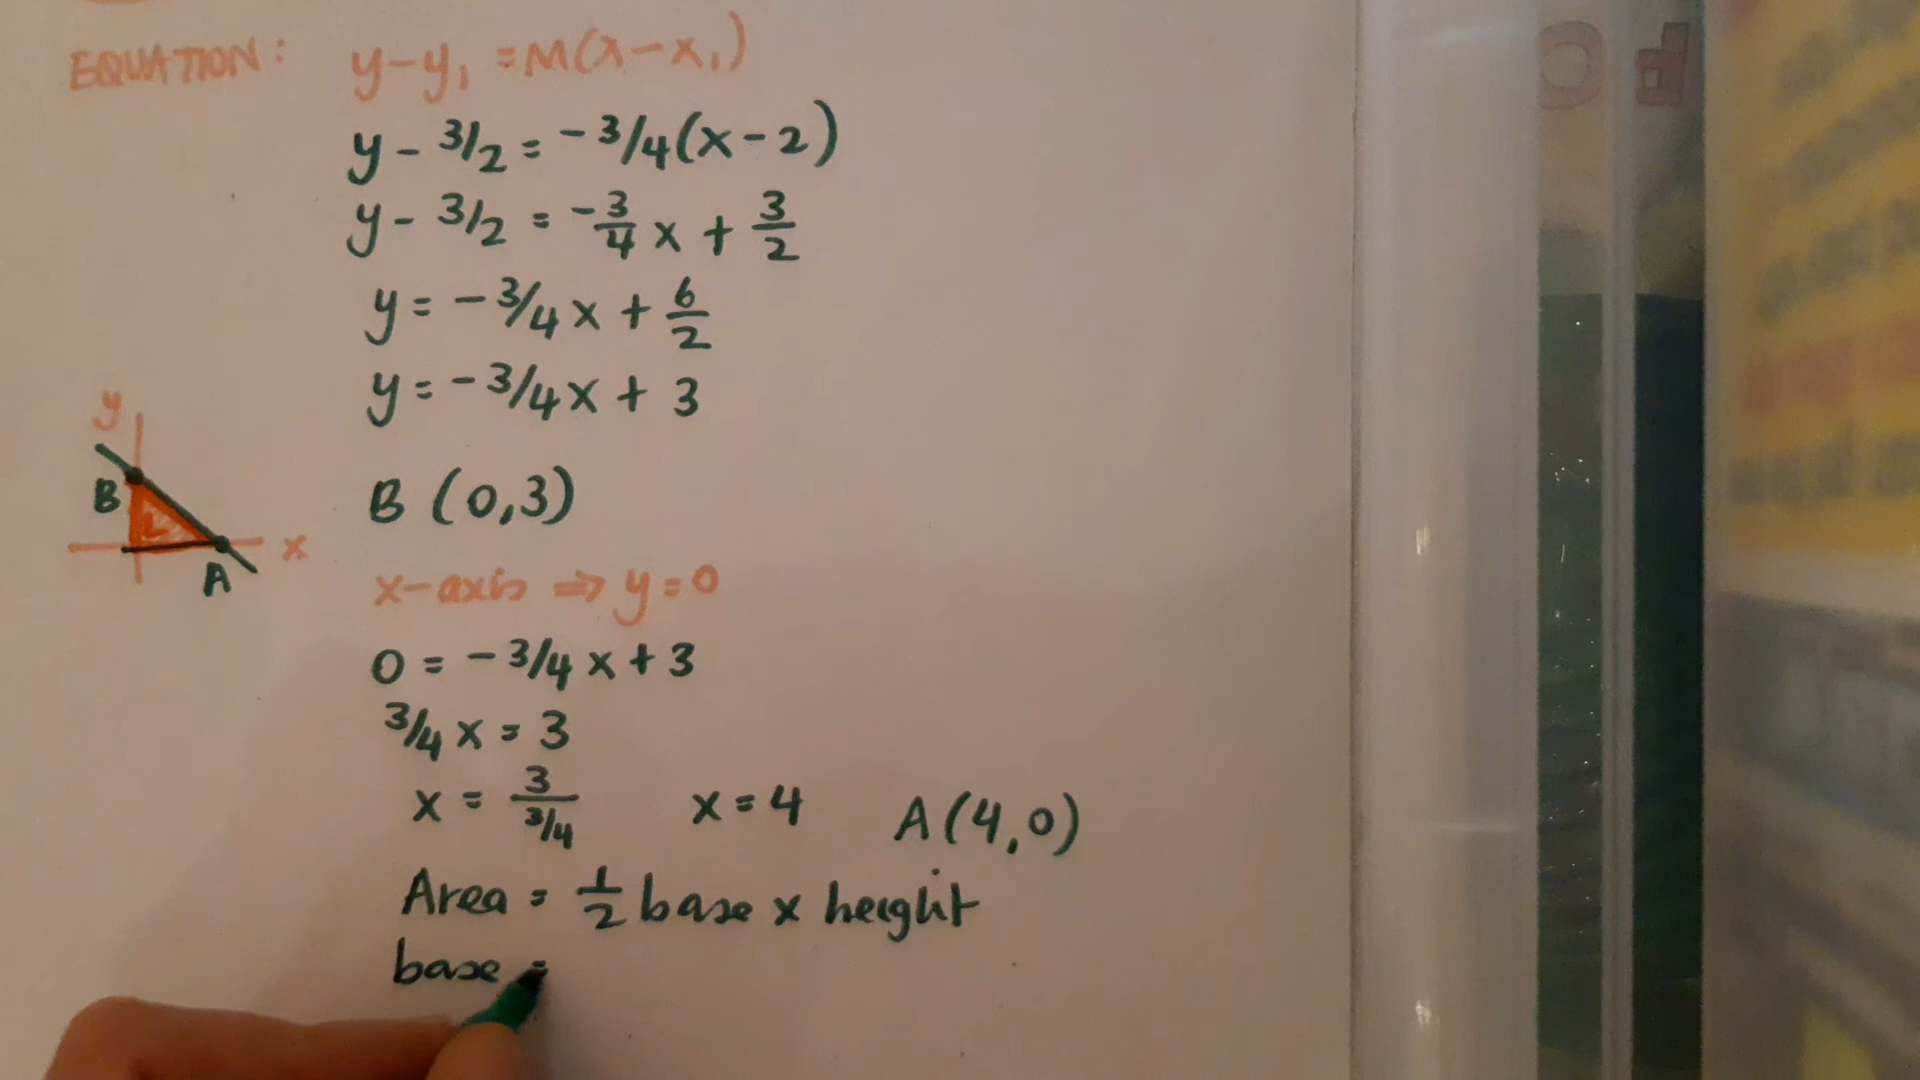 EQUATION: y-y₁ =M(x-x₁)
y- 3/2 = -3/4(x-2)
y- 3/2 = -3/4 x + 3/2
y= -3/4 x + 6/2
y= -3/4 x + 3
y
B
x
A
B (0,3)
x-axis ⇒ y=0
0 = -3/4 x + 3
3/4 x = 3
x = 3/(3/4) x = 4 A(4,0)
Area = 1/2 base x height
base =